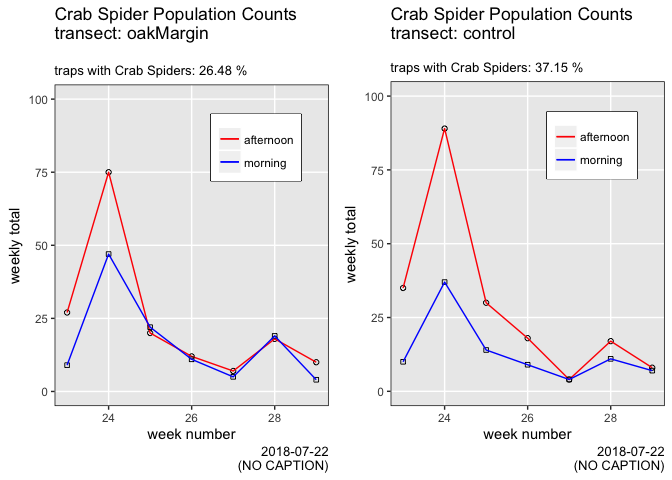 Crab Spider Population Counts
transect: oakMargin
traps with Crab Spiders: 26.48 %
100
75
50
25
0
weekly total
afternoon
morning
24
26
28
week number
2018-07-22
(NO CAPTION)
Crab Spider Population Counts
transect: control
traps with Crab Spiders: 37.15 %
100
75
50
25
0
weekly total
afternoon
morning
24
26
28
week number
2018-07-22
(NO CAPTION)